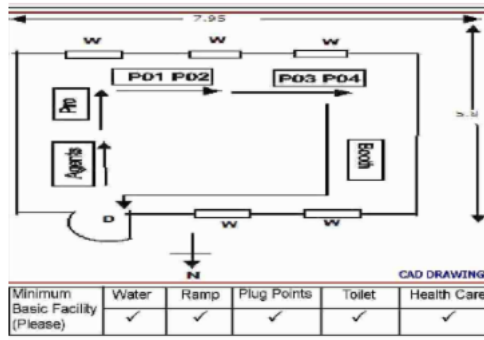 7.95
W W W
P01 P02 P03 P04
Pro
Agents
Booth
D
W W
N
CAD DRAWING
Minimum Basic Facility (Please) Water Ramp Plug Points Toilet Health Care
✓ ✓ ✓ ✓ ✓